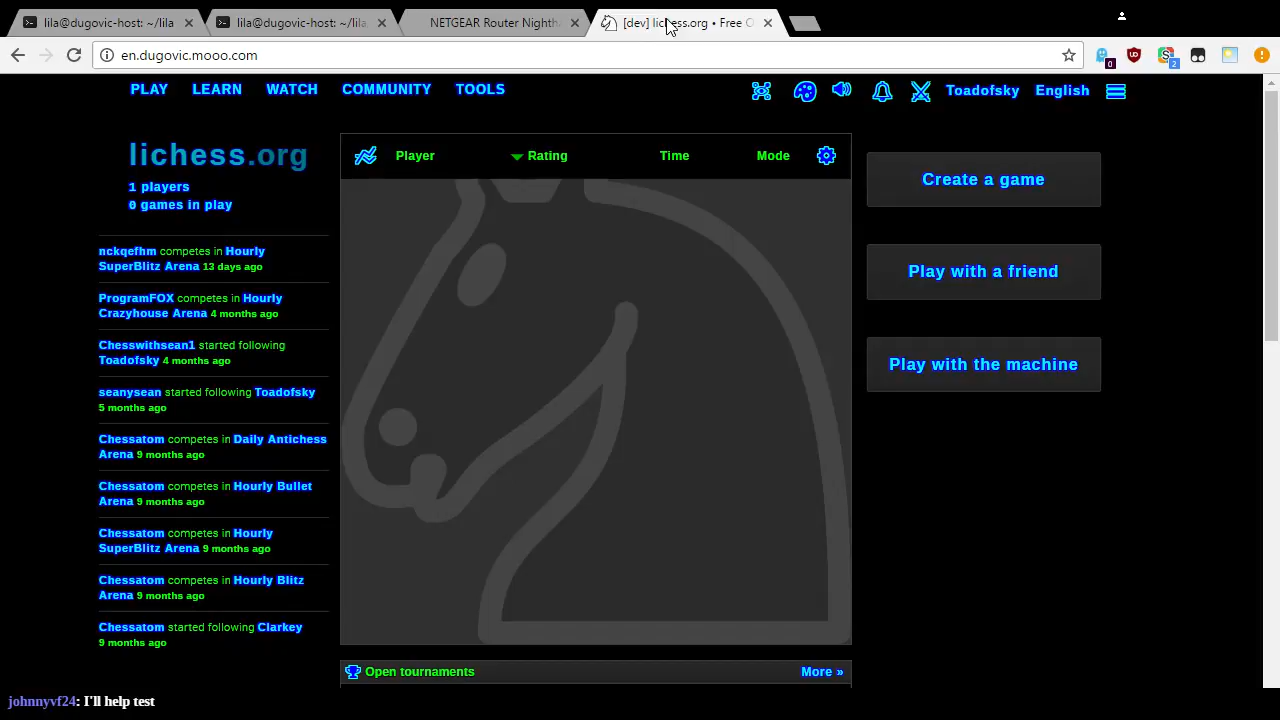 lila@dugovic-host: ~/lila
lila@dugovic-host: ~/lila
NETGEAR Router Nighth
[dev] lichess.org • Free O
en.dugovic.mooo.com
0
2
PLAY LEARN WATCH COMMUNITY TOOLS
Toadofsky English
lichess.org
1 players
0 games in play
nckqefhm competes in Hourly
SuperBlitz Arena 13 days ago
ProgramFOX competes in Hourly
Crazyhouse Arena 4 months ago
Chesswithsean1 started following
Toadofsky 4 months ago
seanysean started following Toadofsky
5 months ago
Chessatom competes in Daily Antichess
Arena 9 months ago
Chessatom competes in Hourly Bullet
Arena 9 months ago
Chessatom competes in Hourly
SuperBlitz Arena 9 months ago
Chessatom competes in Hourly Blitz
Arena 9 months ago
Chessatom started following Clarkey
9 months ago
Player Rating Time Mode
Open tournaments More »
Create a game
Play with a friend
Play with the machine
johnnyvf24: I'll help test